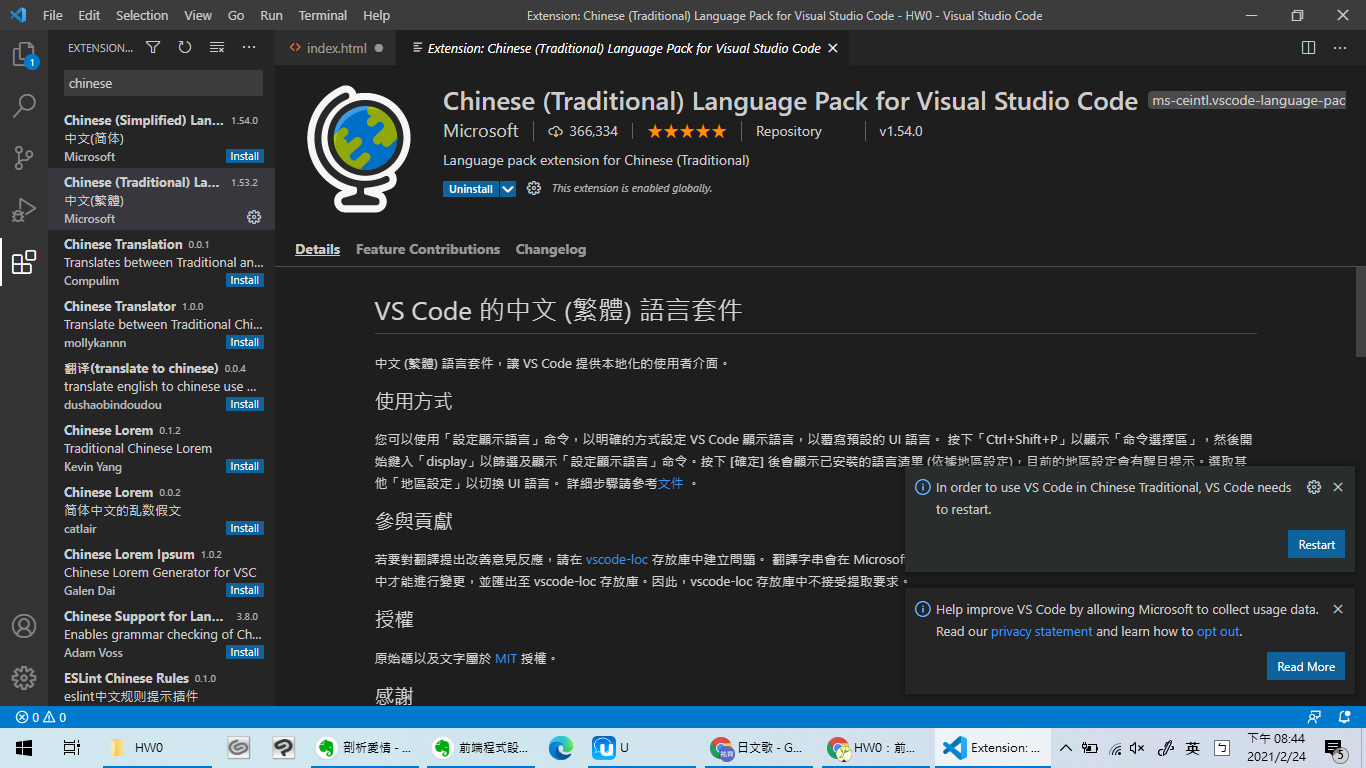 File Edit Selection View Go Run Terminal Help
Extension: Chinese (Traditional) Language Pack for Visual Studio Code - HW0 - Visual Studio Code
1
EXTENSION...
index.html
Extension: Chinese (Traditional) Language Pack for Visual Studio Code
chinese
Chinese (Simplified) Lan... 1.54.0
中文(简体)
Microsoft Install
Chinese (Traditional) La... 1.53.2
中文(繁體)
Microsoft
Chinese Translation 0.0.1
Translates between Traditional an...
Compulim Install
Chinese Translator 1.0.0
Translate between Traditional Chi...
mollykannn Install
翻译(translate to chinese) 0.0.4
translate english to chinese use ...
dushaobindoudou Install
Chinese Lorem 0.1.2
Traditional Chinese Lorem
Kevin Yang Install
Chinese Lorem 0.0.2
简体中文的乱数假文
catlair Install
Chinese Lorem Ipsum 1.0.2
Chinese Lorem Generator for VSC
Galen Dai Install
Chinese Support for Lan... 3.8.0
Enables grammar checking of Ch...
Adam Voss Install
ESLint Chinese Rules 0.1.0
eslint中文规则提示插件
Chinese (Traditional) Language Pack for Visual Studio Code ms-ceintl.vscode-language-pac
Microsoft 366,334 Repository v1.54.0
Language pack extension for Chinese (Traditional)
Uninstall This extension is enabled globally.
Details Feature Contributions Changelog
VS Code 的中文 (繁體) 語言套件
中文 (繁體) 語言套件，讓 VS Code 提供本地化的使用者介面。
使用方式
您可以使用「設定顯示語言」命令，以明確的方式設定 VS Code 顯示語言，以覆寫預設的 UI 語言。 按下「Ctrl+Shift+P」以顯示「命令選擇區」，然後開
始鍵入「display」以篩選及顯示「設定顯示語言」命令。按下 [確定] 後會顯示已安裝的語言清單 (依據地區設定)，目前的地區設定會有醒目提示。選取其
他「地區設定」以切換 UI 語言。 詳細步驟請參考文件 。
參與貢獻
若要對翻譯提出改善意見反應，請在 vscode-loc 存放庫中建立問題。 翻譯字串會在 Microsof
中才能進行變更，並匯出至 vscode-loc 存放庫。因此，vscode-loc 存放庫中不接受提取要求。
授權
原始碼以及文字屬於 MIT 授權。
感謝
In order to use VS Code in Chinese Traditional, VS Code needs
to restart.
Restart
Help improve VS Code by allowing Microsoft to collect usage data.
Read our privacy statement and learn how to opt out.
Read More
0 0
HW0
剖析愛情 - ...
前端程式設...
U
日文歌 - G...
HW0：前...
Extension: ...
英
下午 08:44
2021/2/24
5